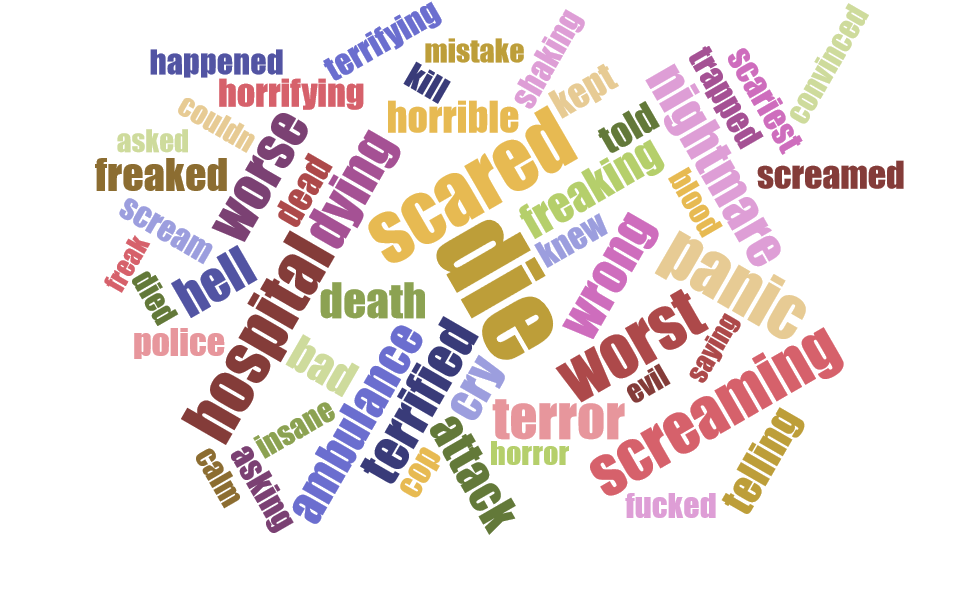 terrifying
happened
mistake
shaking
convinced
kill
horrifying
couldn
horrible
kept
told
trapped
scariest
nightmare
asked
worse
scared
freaked
dead
dying
freaking
blood
screamed
scream
knew
wrong
freak
died
hell
hospital
death
die
panic
police
bad
ambulance
terrified
cry
worst
saying
evil
screaming
insane
terror
horror
calm
asking
cop
attack
fucked
telling